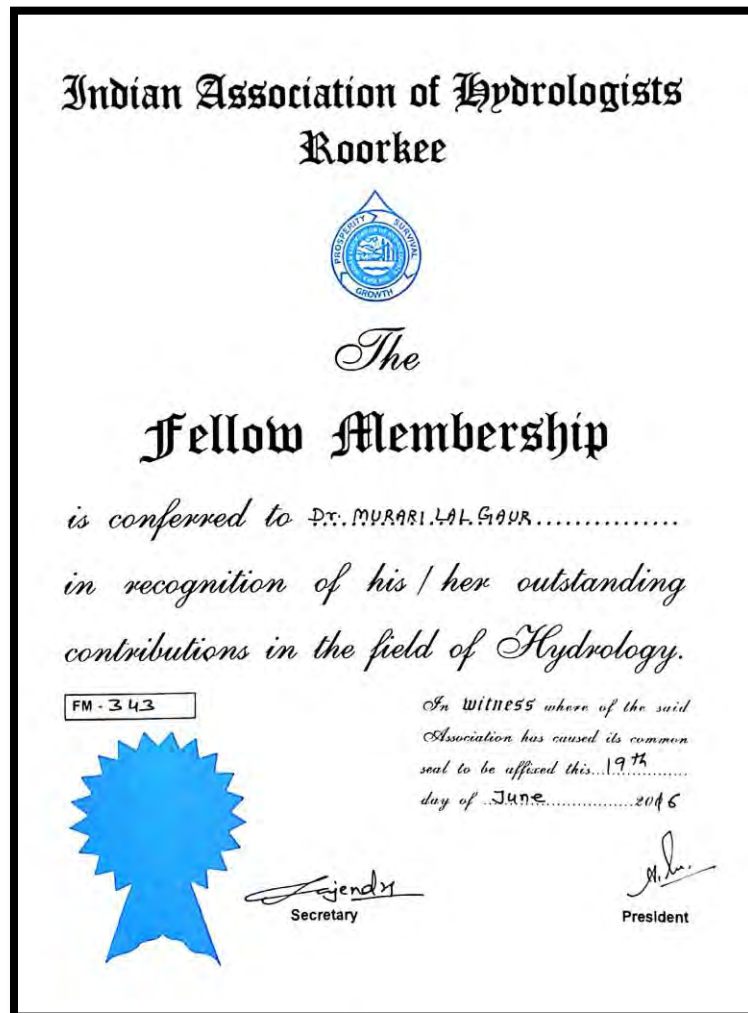 Indian Association of Hydrologists
Roorkee
PROSPERITY SURVIVAL
GROWTH
The
Fellow Membership
is conferred to Dr. MURARI LAL GAUR...............
in recognition of his / her outstanding
contributions in the field of Hydrology.
FM - 343
In witness where of the said
Association has caused its common
seal to be affixed this...19th.......
day of ...June.................2016
Secretary
President